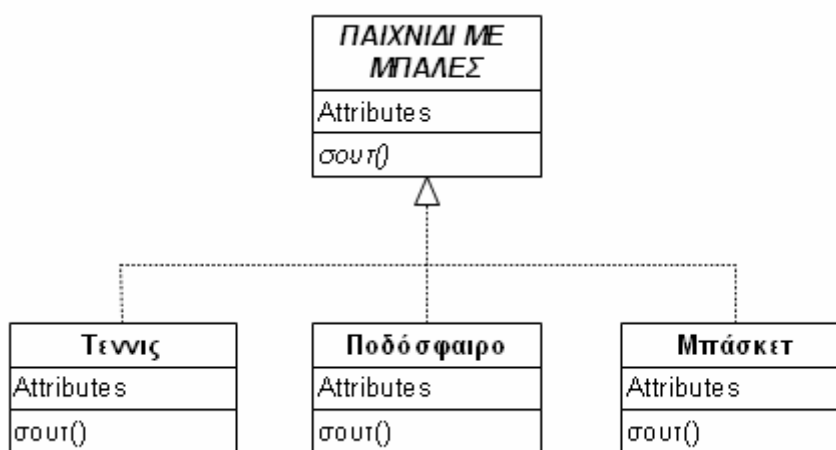 ΠΑΙΧΝΙΔΙ ΜΕ
ΜΠΑΛΕΣ
Attributes
σουτ()
Τεννις
Attributes
σουτ()
Ποδόσφαιρο
Attributes
σουτ()
Μπάσκετ
Attributes
σουτ()